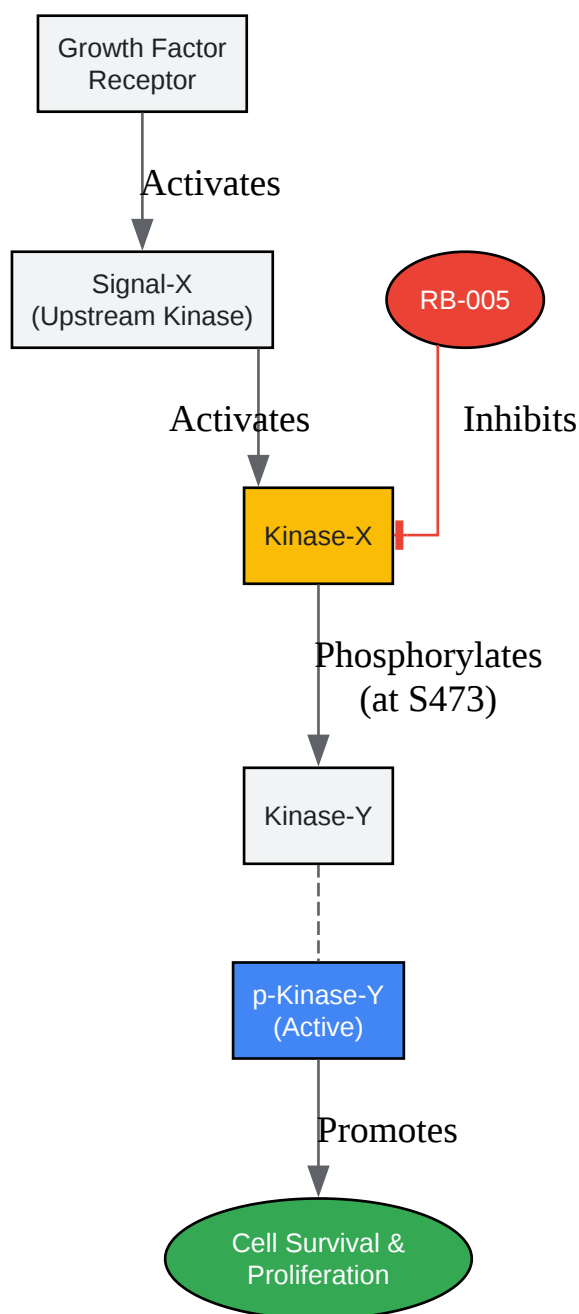 Growth Factor
Receptor
Activates
Signal-X
(Upstream Kinase)
RB-005
Activates
Inhibits
Kinase-X
Phosphorylates
(at S473)
Kinase-Y
p-Kinase-Y
(Active)
Promotes
Cell Survival &
Proliferation